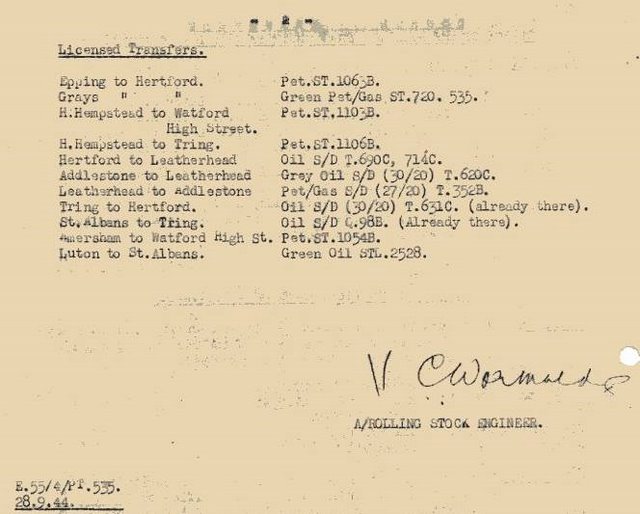 - 2 -
Licensed Transfers.
Epping to Hertford. Pet.ST.1063B.
Grays " " Green Pet/Gas ST.720. 535.
H.Hempstead to Watford Pet.ST.1103B.
High Street.
H.Hempstead to Tring. Pet.ST.1106B.
Hertford to Leatherhead Oil S/D T.690C, 714C.
Addlestone to Leatherhead Grey Oil S/D (30/20) T.620C.
Leatherhead to Addlestone Pet/Gas S/D (27/20) T.352B.
Tring to Hertford. Oil S/D (30/20) T.631C. (already there).
St.Albans to Tring. Oil S/D Q.98B. (Already there).
Amersham to Watford High St. Pet.ST.1054B.
Luton to St.Albans. Green Oil STL.2528.
V C Wormald
A/ROLLING STOCK ENGINEER.
E.55/4/PT.535.
28.9.44.